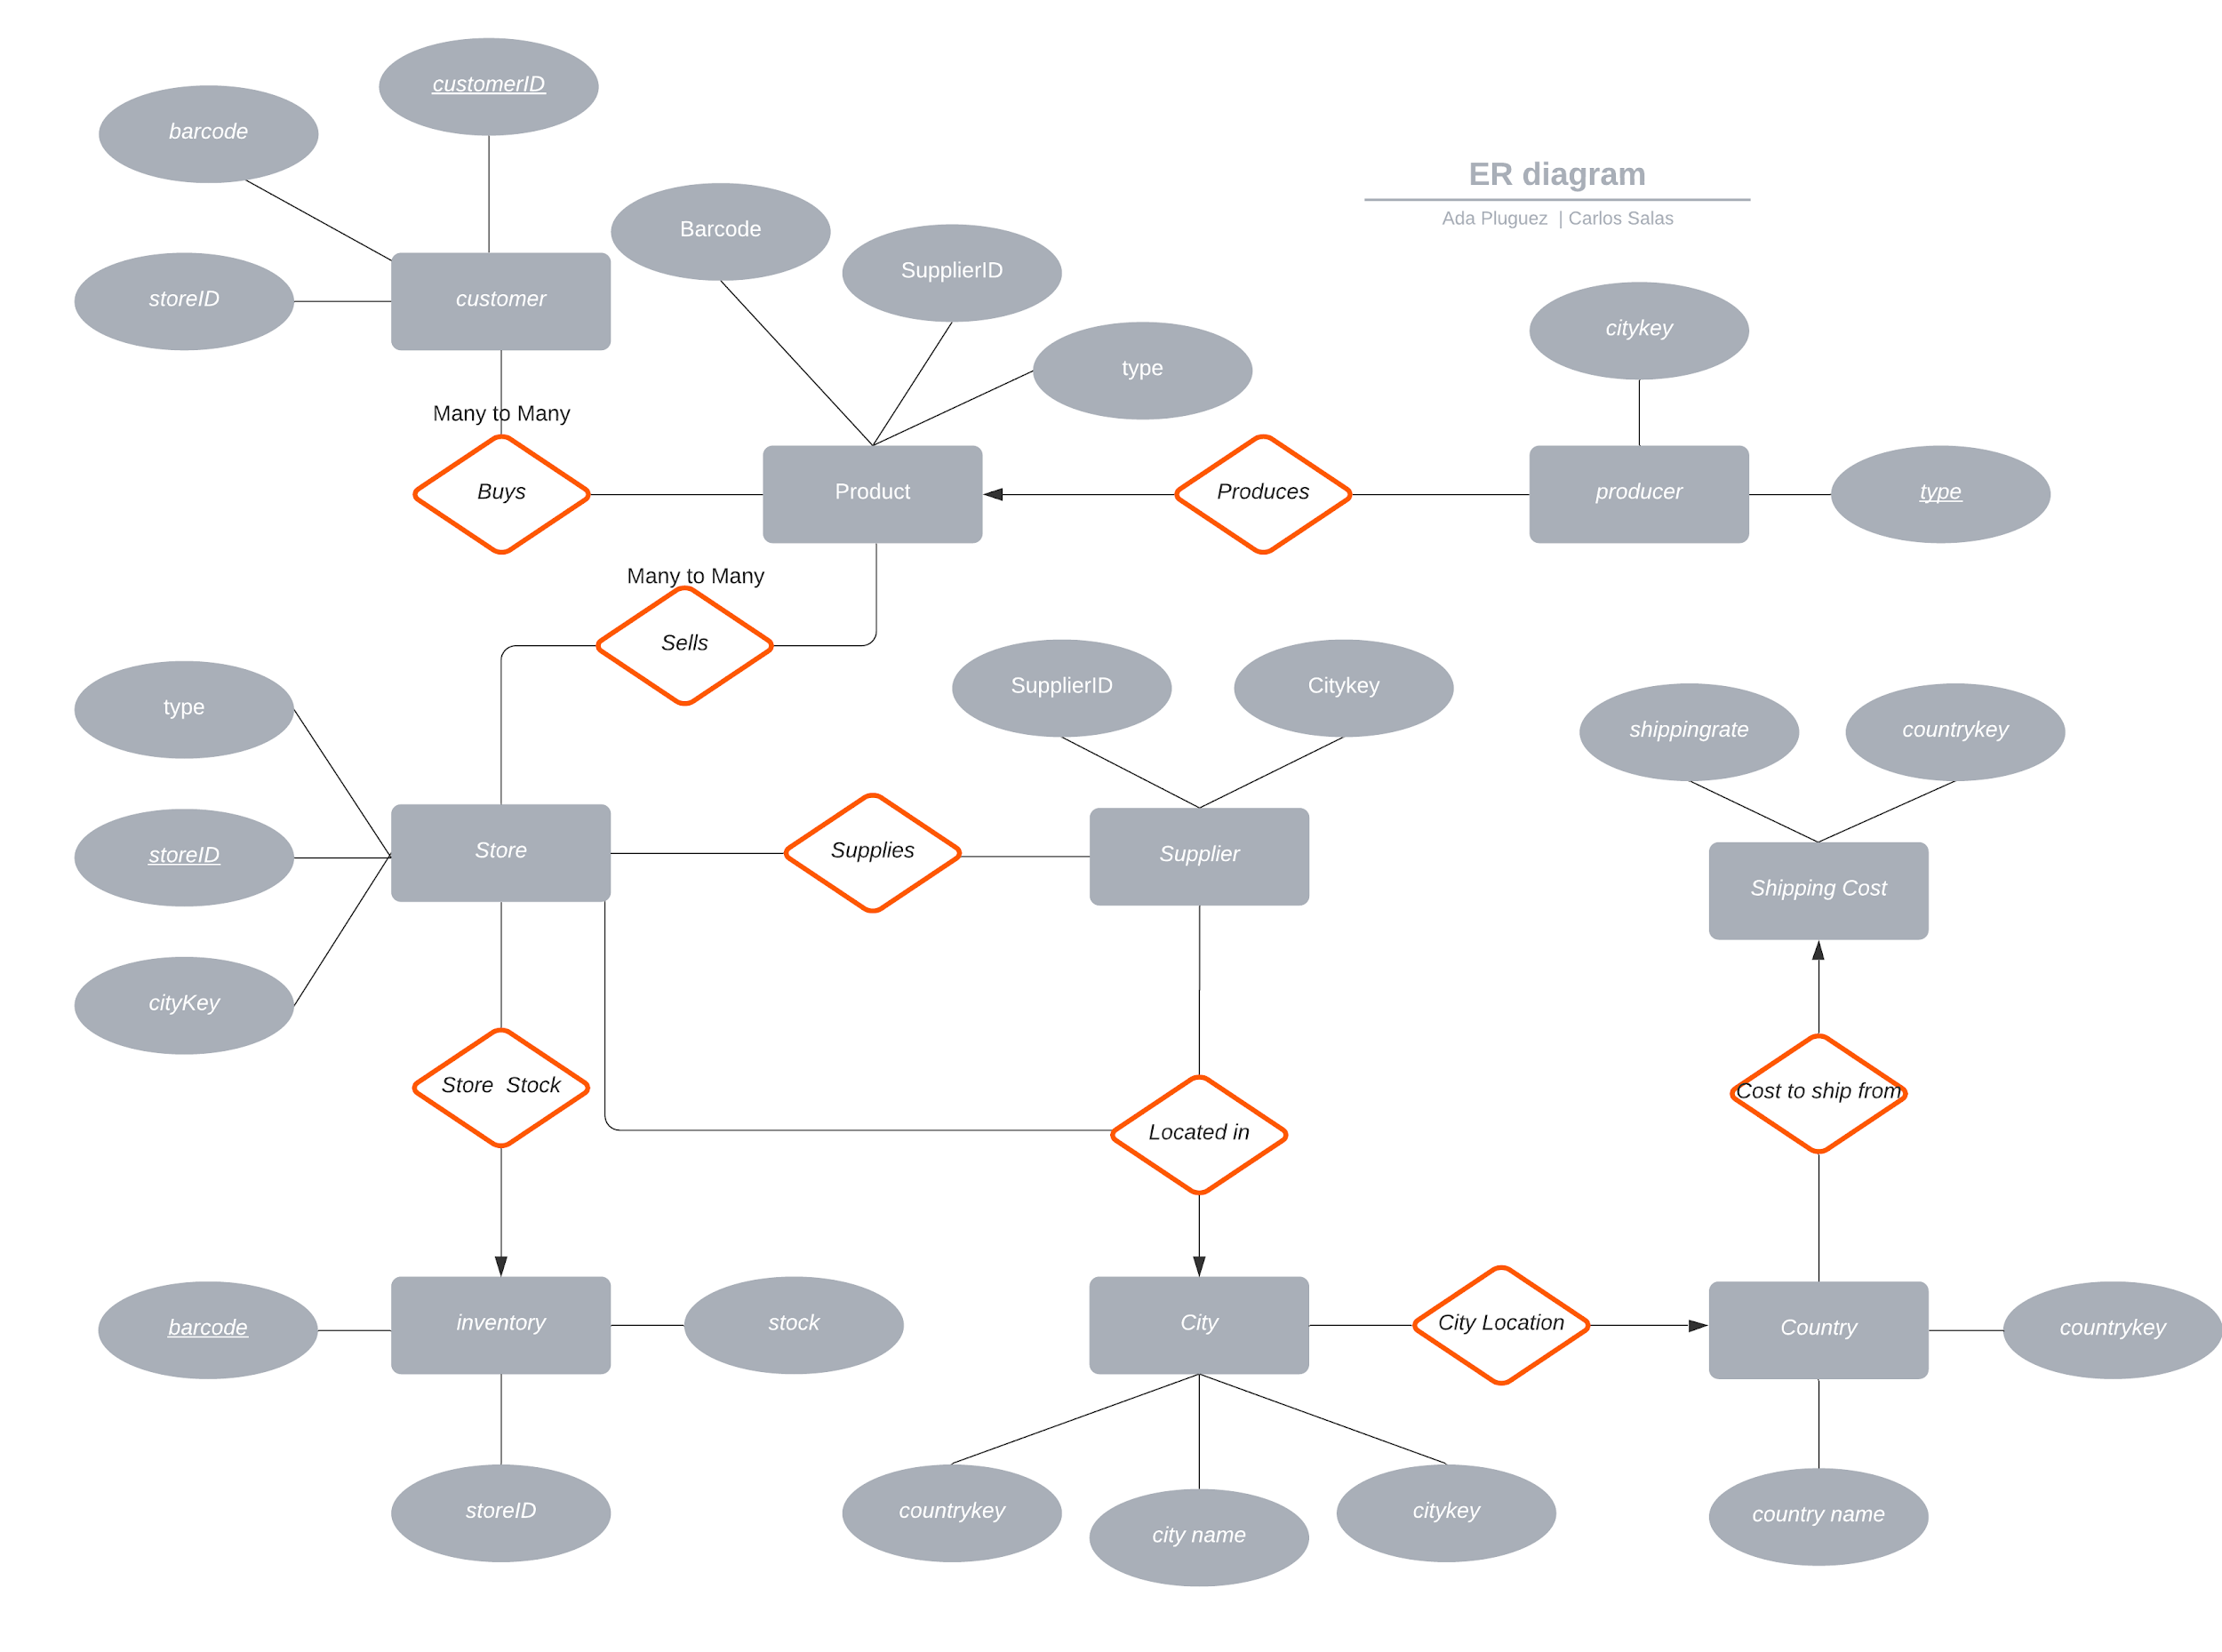 customerID
barcode
ER diagram
Ada Pluguez  | Carlos Salas
Barcode
SupplierID
storeID
customer
citykey
type
Many to Many
Buys
Product
Produces
producer
type
Many to Many
Sells
SupplierID
Citykey
type
shippingrate
countrykey
storeID
Store
Supplies
Supplier
Shipping Cost
cityKey
Store  Stock
Located in
Cost to ship from
barcode
inventory
stock
City
City Location
Country
countrykey
storeID
countrykey
city name
citykey
country name